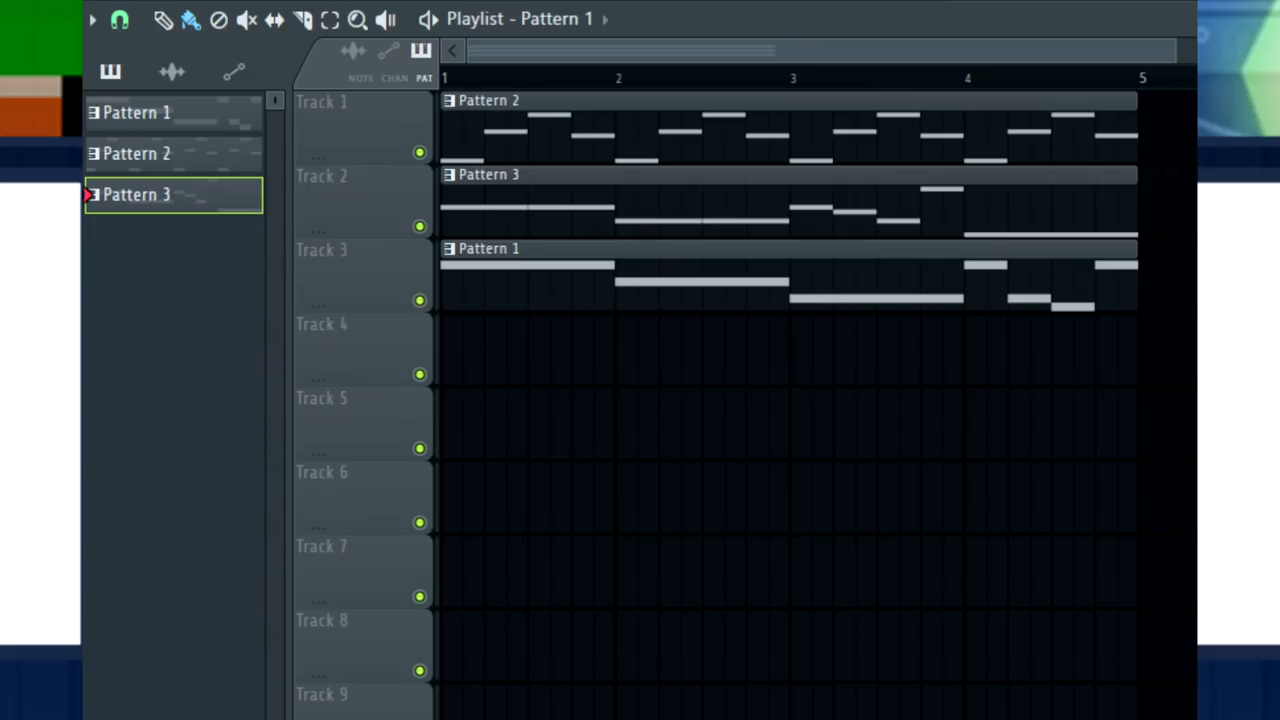 Playlist - Pattern 1
NOTE CHAN PAT
1 2 3 4 5
Pattern 1
Pattern 2
Pattern 3
Track 1
Pattern 2
...
Track 2
Pattern 3
...
Track 3
Pattern 1
...
Track 4
...
Track 5
...
Track 6
...
Track 7
...
Track 8
...
Track 9